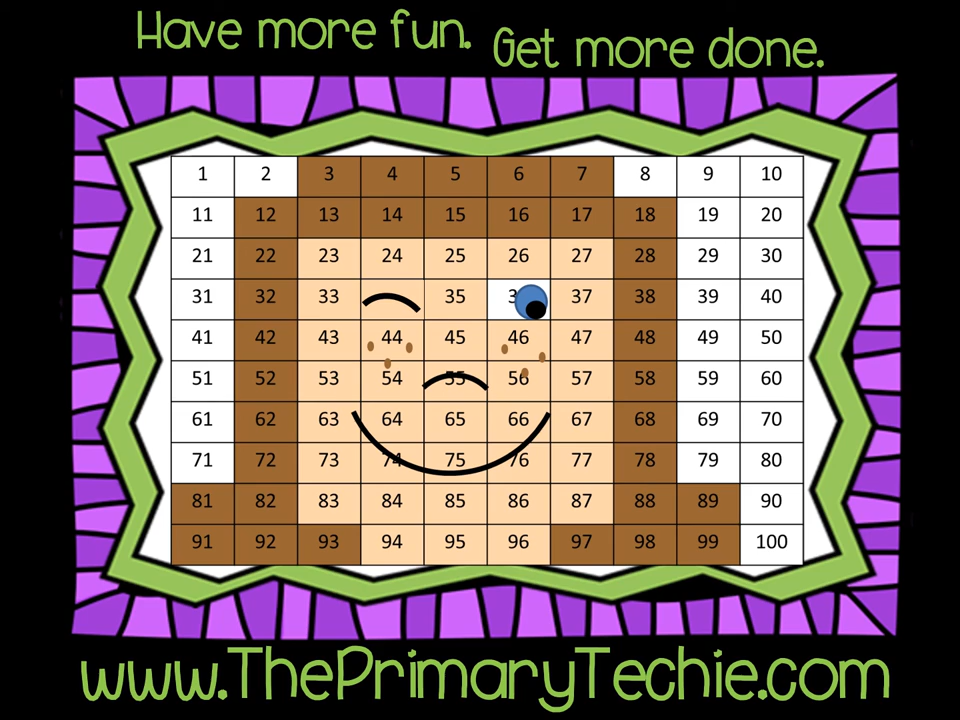 Have more fun. Get more done.
1 2 3 4 5 6 7 8 9 10
11 12 13 14 15 16 17 18 19 20
21 22 23 24 25 26 27 28 29 30
31 32 33 35 3 37 38 39 40
41 42 43 44 45 46 47 48 49 50
51 52 53 54 55 56 57 58 59 60
61 62 63 64 65 66 67 68 69 70
71 72 73 74 75 76 77 78 79 80
81 82 83 84 85 86 87 88 89 90
91 92 93 94 95 96 97 98 99 100
www.ThePrimaryTechie.com